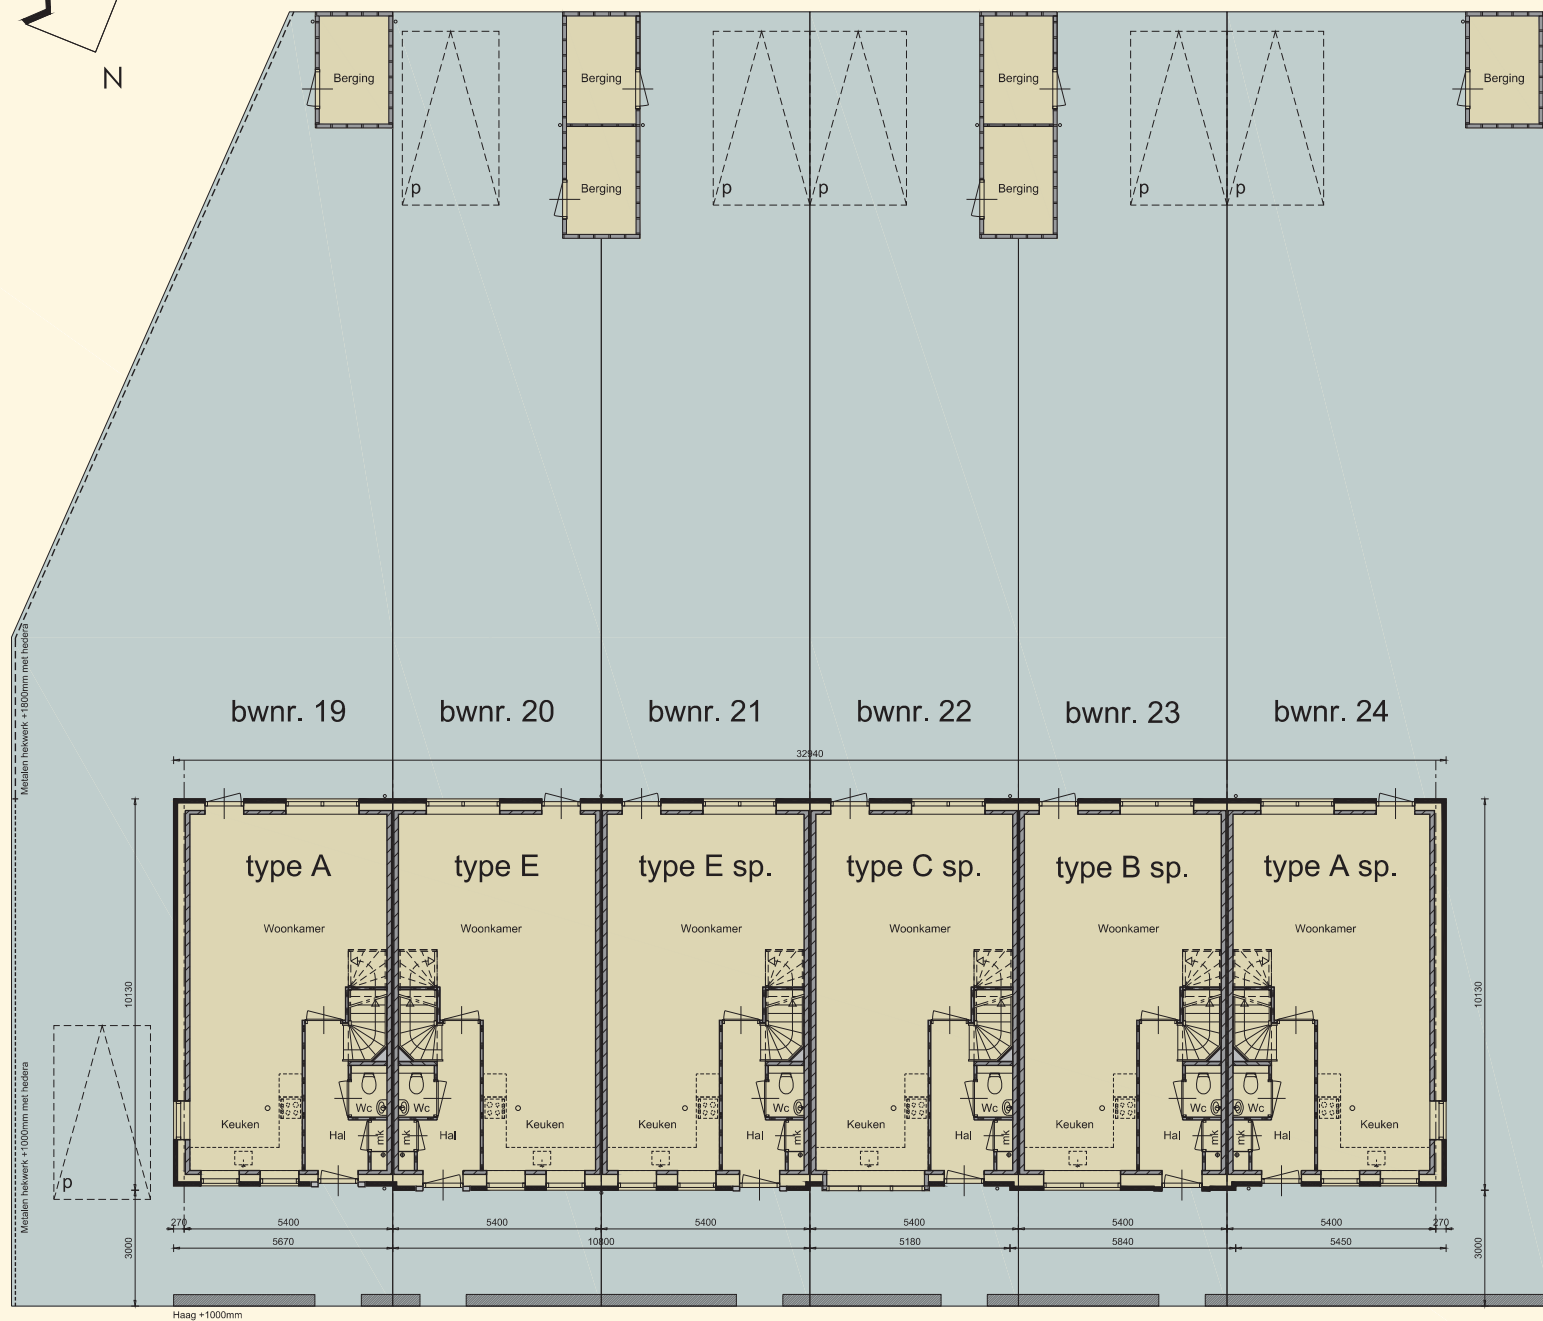 N
Berging
Berging
Berging
Berging
Berging
Berging
p
p
p
p
p
bwnr. 19
bwnr. 20
bwnr. 21
bwnr. 22
bwnr. 23
bwnr. 24
Metalen hekwerk +1800mm met hedera
32940
type A
type E
type E sp.
type C sp.
type B sp.
type A sp.
Woonkamer
Woonkamer
Woonkamer
Woonkamer
Woonkamer
Woonkamer
10130
10130
Keuken
Hal
Wc
mk
Wc
mk
Hal
Keuken
Keuken
Hal
Wc
mk
Keuken
Hal
Wc
mk
Keuken
Hal
Wc
mk
Wc
mk
Hal
Keuken
p
Metalen hekwerk +1000mm met hedera
270
5400
5400
5400
5400
5400
5400
270
3000
5670
10800
5180
5840
5450
3000
Haag +1000mm